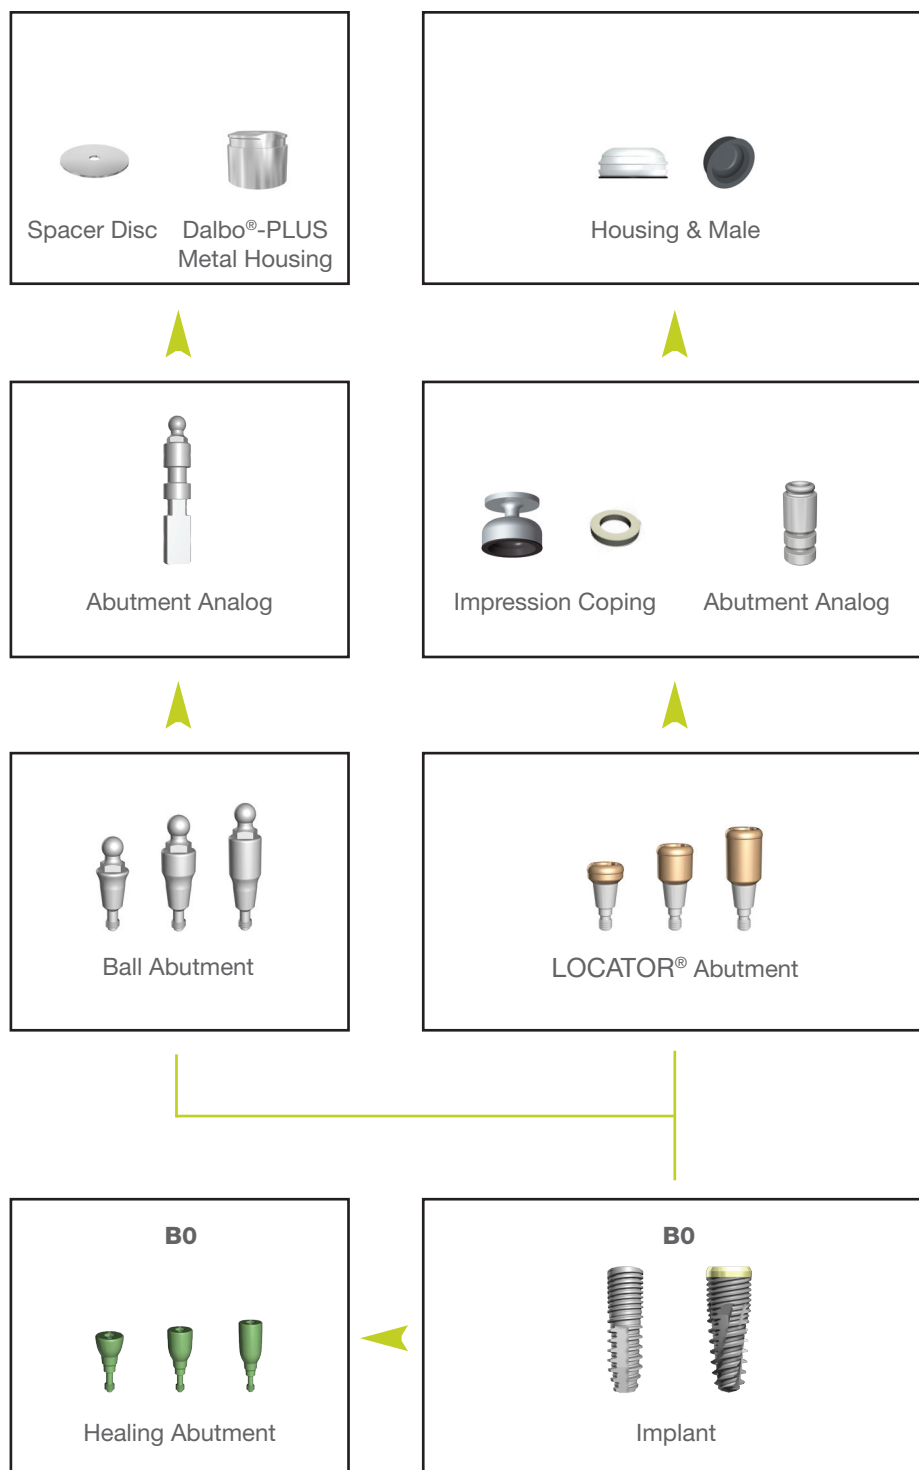 Spacer Disc
Dalbo®-PLUS
Metal Housing
Housing & Male
Abutment Analog
Impression Coping
Abutment Analog
Ball Abutment
LOCATOR® Abutment
B0
Healing Abutment
B0
Implant